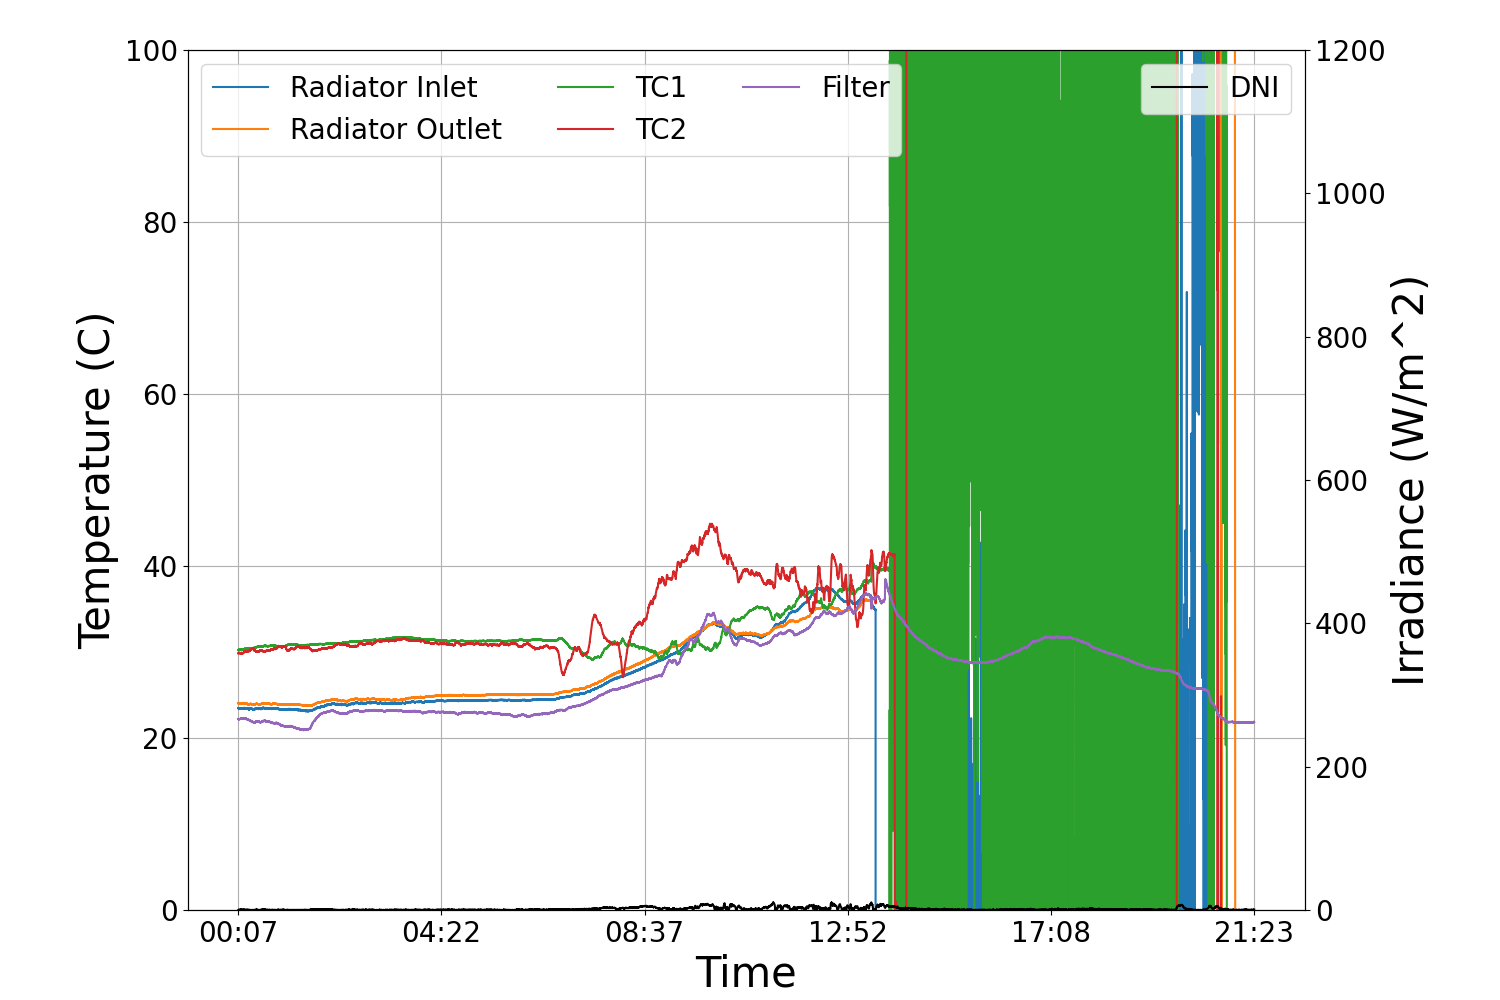 Radiator Inlet
Radiator Outlet
TC1
TC2
Filter
DNI
100
80
60
40
20
0
1200
1000
800
600
400
200
0
00:07
04:22
08:37
12:52
17:08
21:23
Time
Temperature (C)
Irradiance (W/m^2)